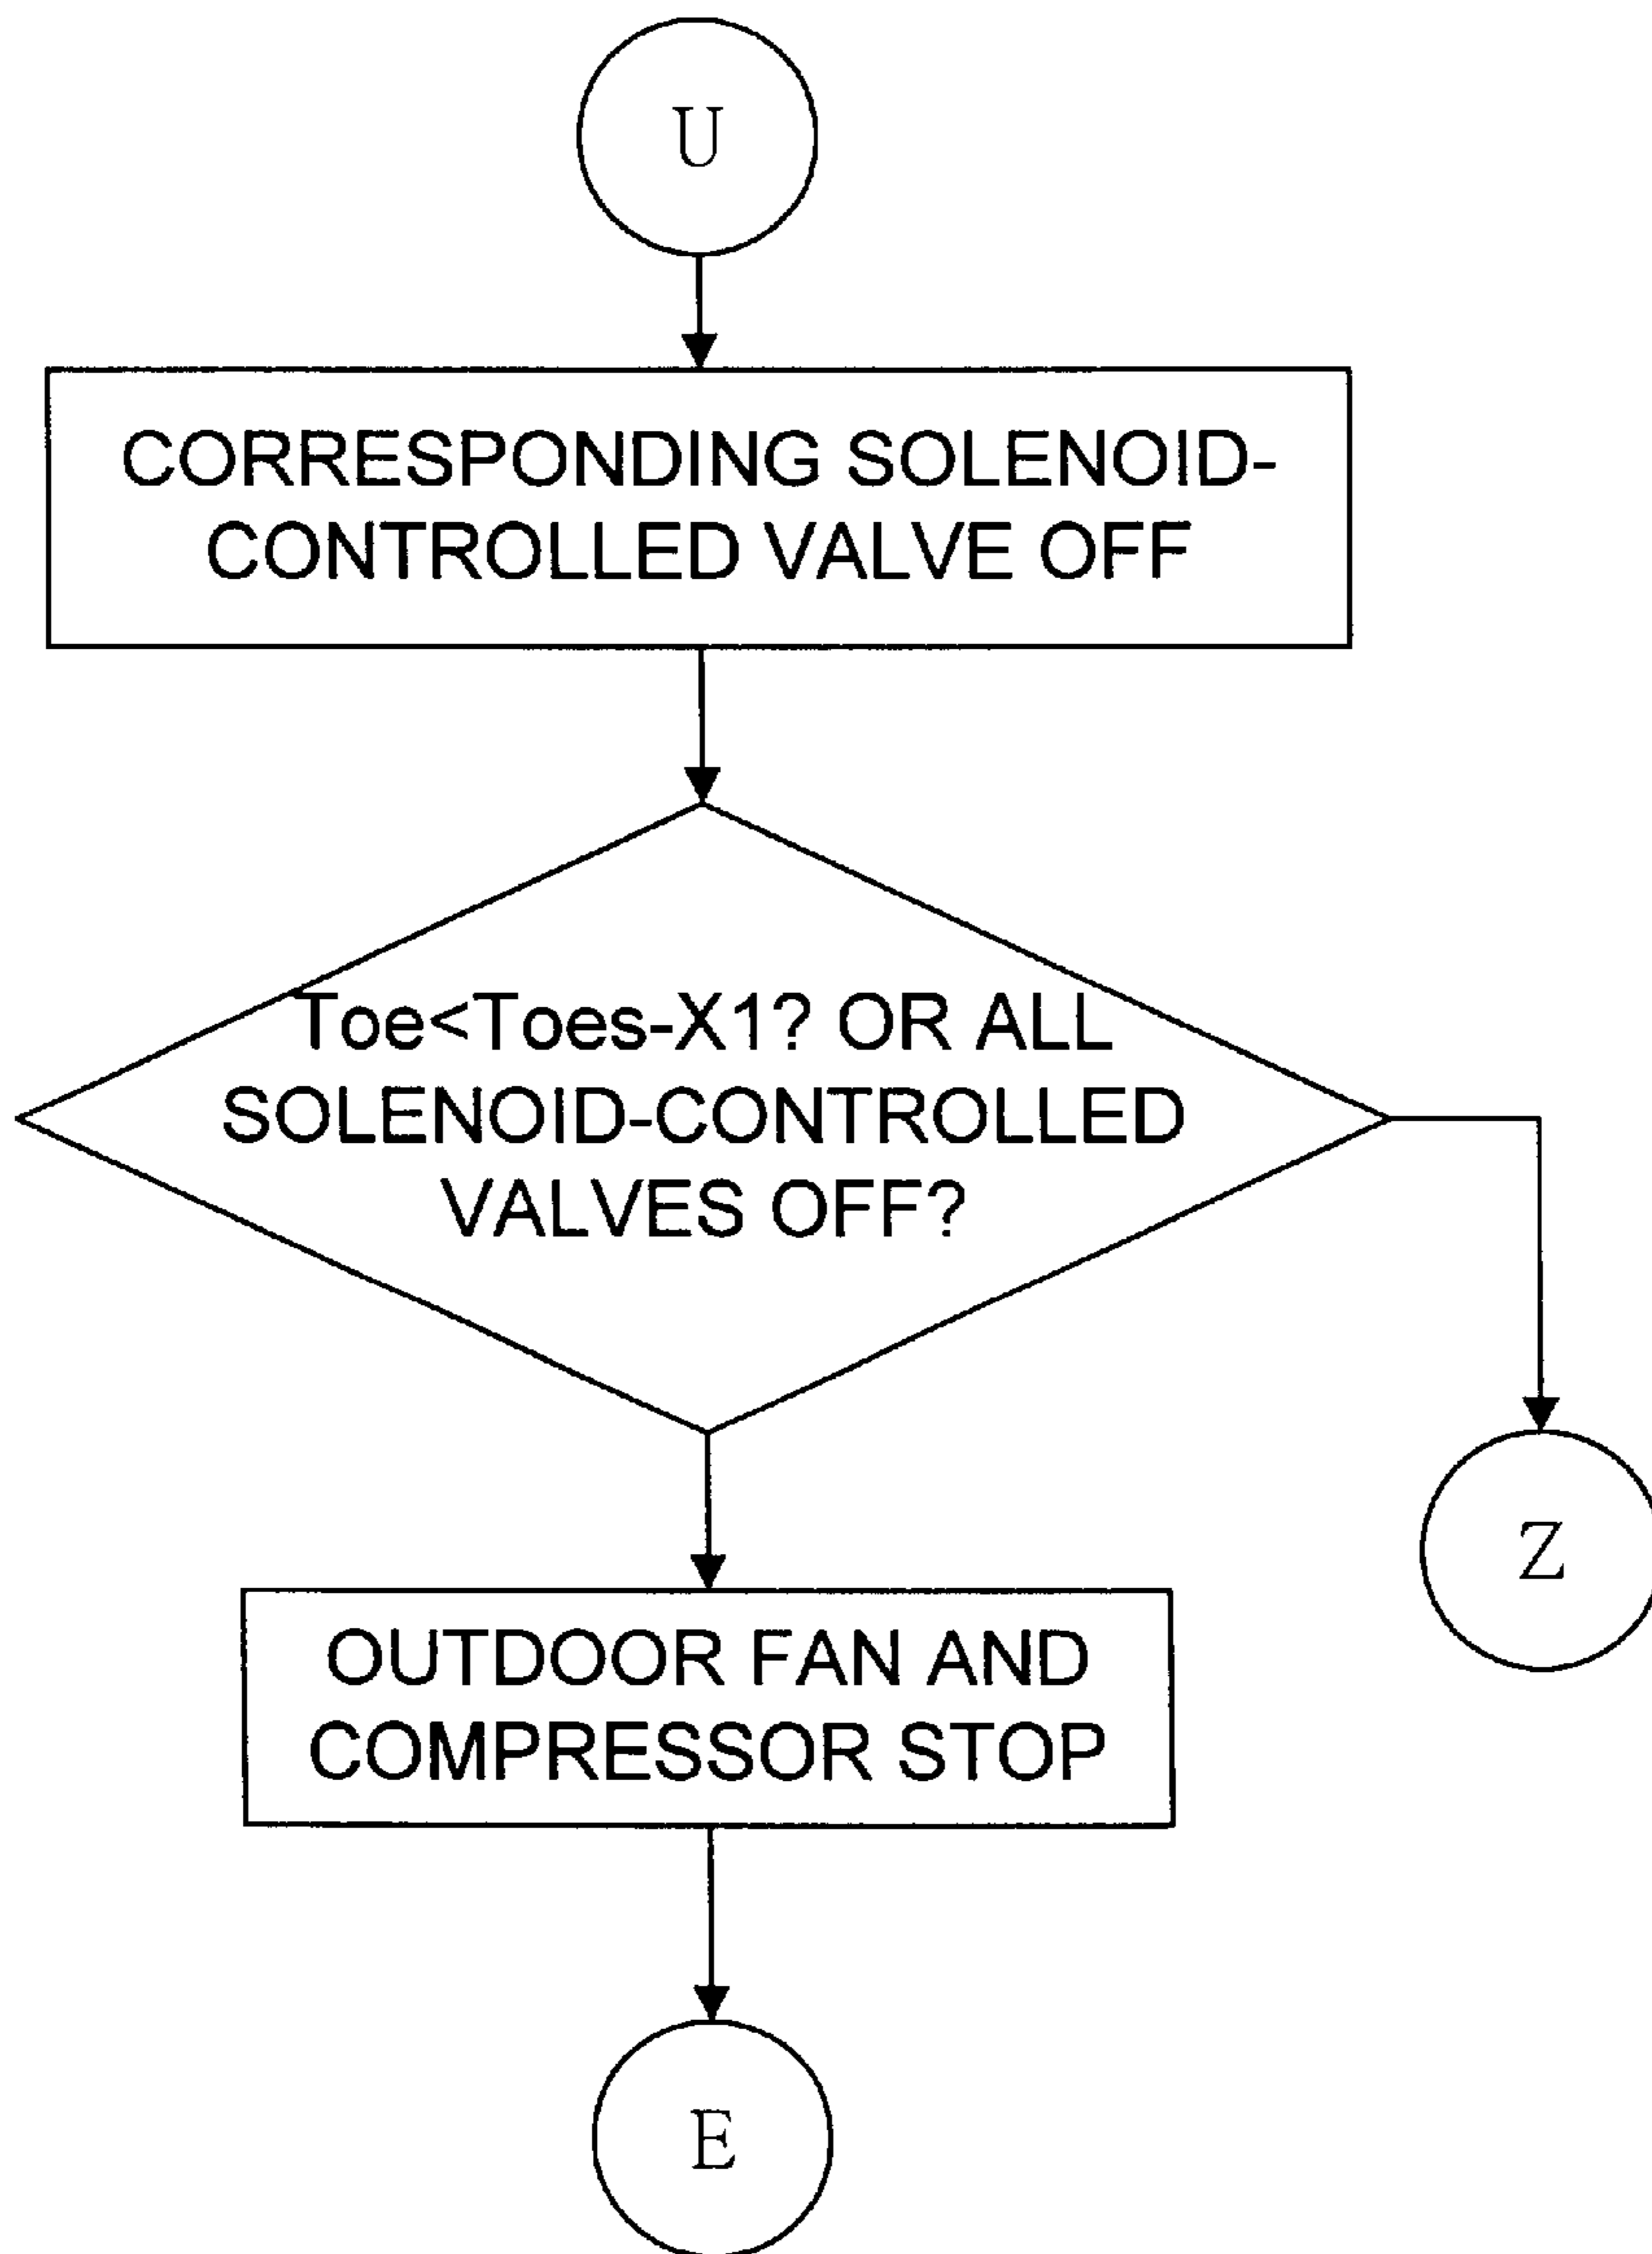 U
CORRESPONDING SOLENOID-
CONTROLLED VALVE OFF
Toe<Toes-X1? OR ALL
SOLENOID-CONTROLLED
VALVES OFF?
Z
OUTDOOR FAN AND
COMPRESSOR STOP
E